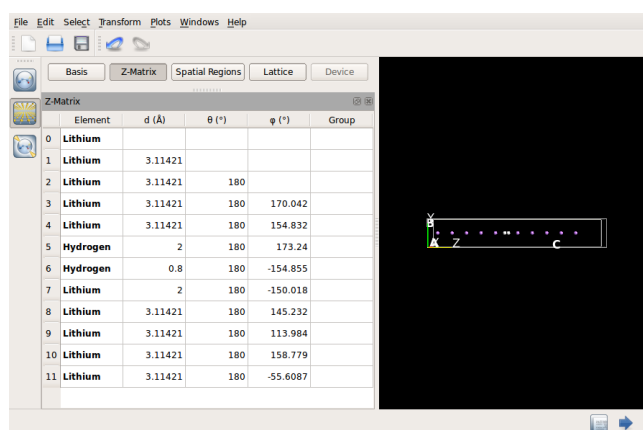 File Edit Select Transform Plots Windows Help
Basis Z-Matrix Spatial Regions Lattice Device
Z-Matrix
Element d (Å) θ (°) φ (°) Group
0 Lithium
1 Lithium 3.11421
2 Lithium 3.11421 180
3 Lithium 3.11421 180 170.042
4 Lithium 3.11421 180 154.832
5 Hydrogen 2 180 173.24
6 Hydrogen 0.8 180 -154.855
7 Lithium 2 180 -150.018
8 Lithium 3.11421 180 145.232
9 Lithium 3.11421 180 113.984
10 Lithium 3.11421 180 158.779
11 Lithium 3.11421 180 -55.6087
Y
B
A Z C